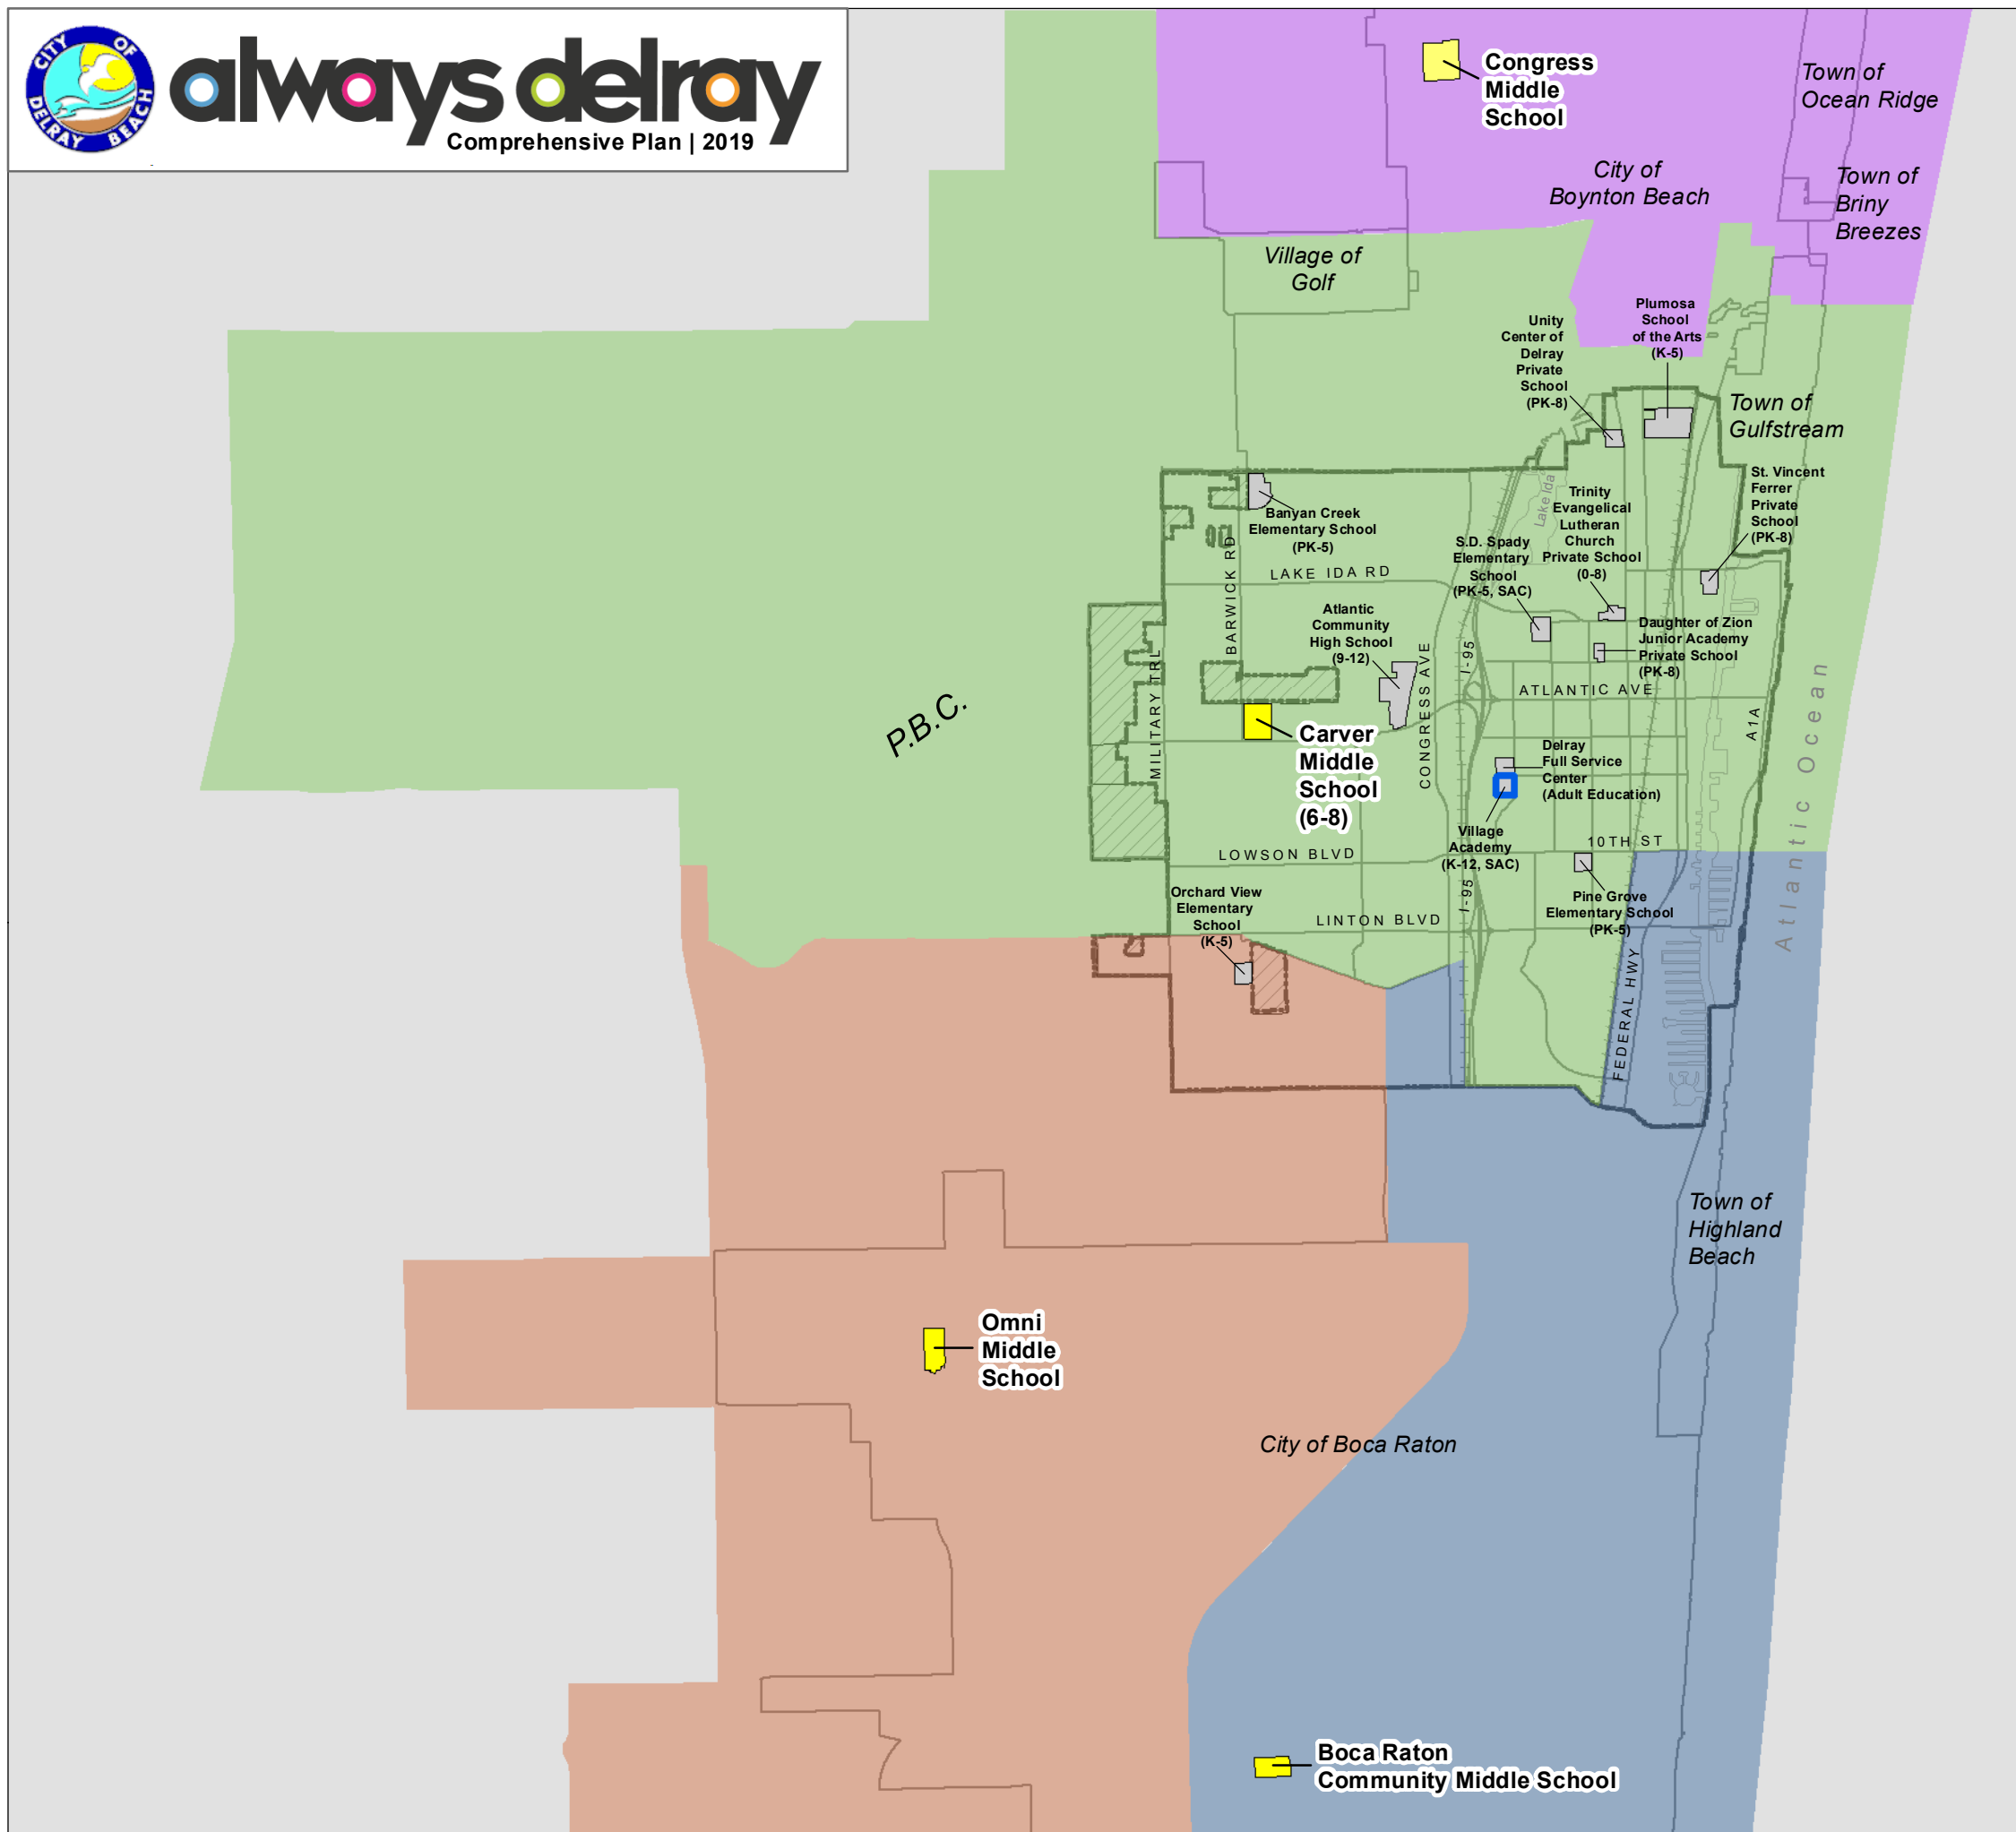 CITY OF
DELRAY BEACH
always delray
Comprehensive Plan | 2019
Congress
Middle
School
Town of
Ocean Ridge
City of
Boynton Beach
Town of
Briny
Breezes
Village of
Golf
Plumosa
School
of the Arts
(K-5)
Unity
Center of
Delray
Private
School
(PK-8)
Town of
Gulfstream
St. Vincent
Ferrer
Private
School
(PK-8)
Lake Ida
Trinity
Evangelical
Lutheran
Church
Private School
(0-8)
Banyan Creek
Elementary School
(PK-5)
S.D. Spady
Elementary
School
(PK-5, SAC)
LAKE IDA RD
BARWICK RD
Atlantic
Community
High School
(9-12)
Daughter of Zion
Junior Academy
Private School
(PK-8)
I-95
CONGRESS AVE
MILITARY TRL
ATLANTIC AVE
A1A
Atlantic Ocean
P.B.C.
Carver
Middle
School
(6-8)
Delray
Full Service
Center
(Adult Education)
Village
Academy
(K-12, SAC)
10TH ST
LOWSON BLVD
Orchard View
Elementary
School
(K-5)
I-95
LINTON BLVD
Pine Grove
Elementary School
(PK-5)
FEDERAL HWY
Town of
Highland
Beach
Omni
Middle
School
City of Boca Raton
Boca Raton
Community Middle School